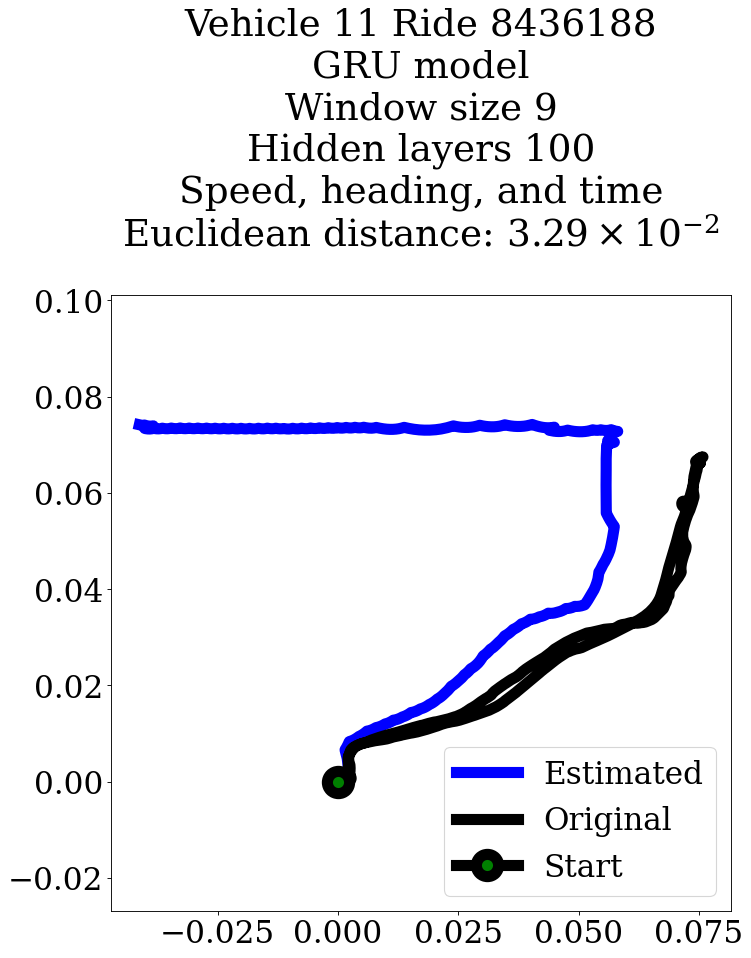 Vehicle 11 Ride 8436188
GRU model
Window size 9
Hidden layers 100
Speed, heading, and time
Euclidean distance: 3.29 × 10⁻²
0.10
0.08
0.06
0.04
0.02
0.00
−0.02
Estimated
Original
Start
−0.025 0.000 0.025 0.050 0.075